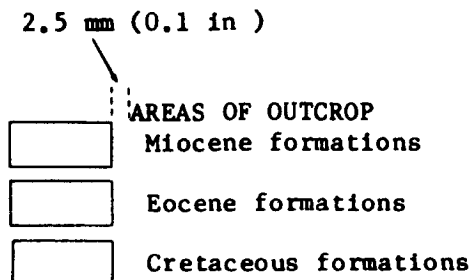 2.5 mm (0.1 in )
AREAS OF OUTCROP
Miocene formations
Eocene formations
Cretaceous formations